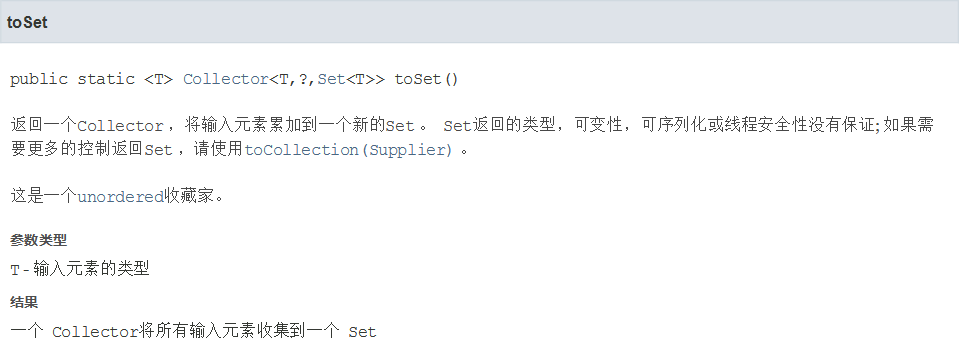 toSet
public static <T> Collector<T,?,Set<T>> toSet()
返回一个Collector ，将输入元素累加到一个新的Set 。 Set返回的类型，可变性，可序列化或线程安全性没有保证; 如果需
要更多的控制返回Set ，请使用toCollection(Supplier) 。
这是一个unordered收藏家。
参数类型
T - 输入元素的类型
结果
一个 Collector将所有输入元素收集到一个 Set